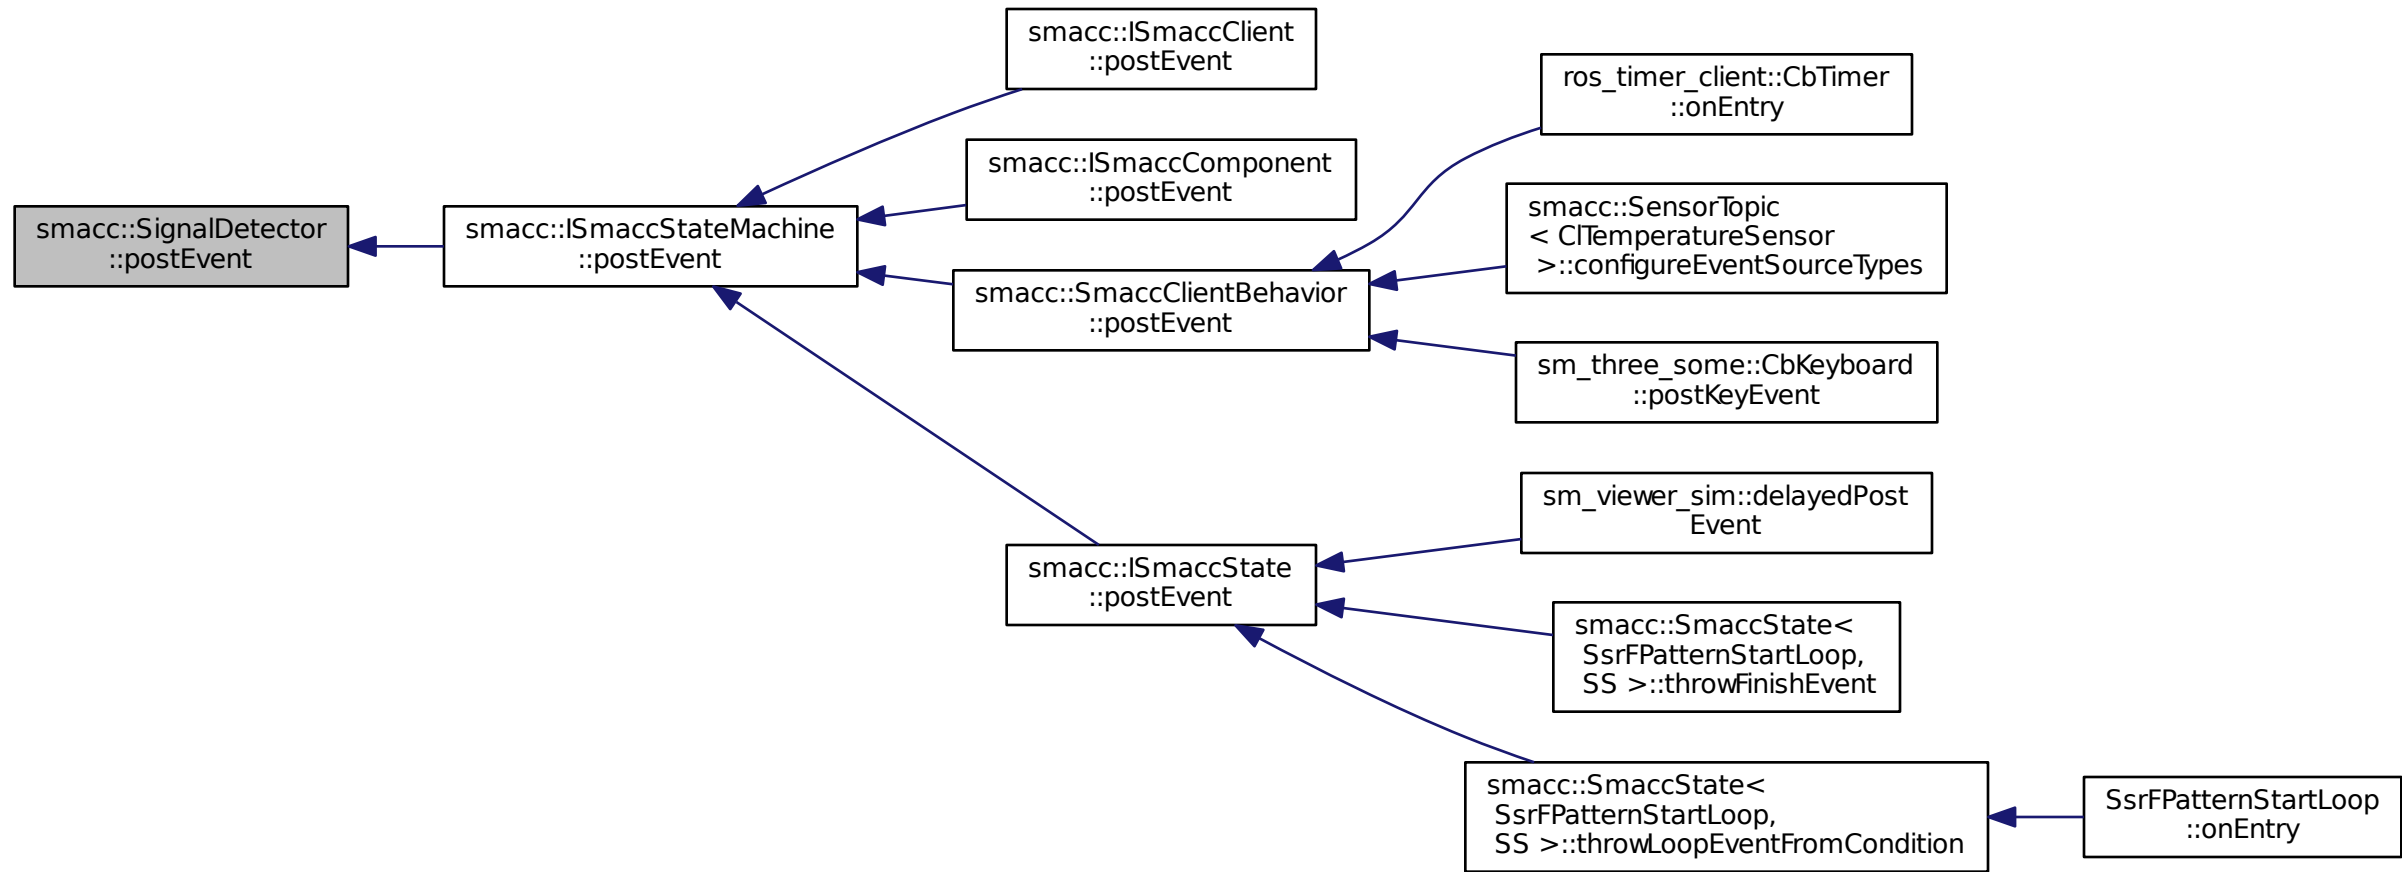 smacc::ISmaccClient
::postEvent
ros_timer_client::CbTimer
::onEntry
smacc::ISmaccComponent
::postEvent
smacc::SensorTopic
< ClTemperatureSensor
>::configureEventSourceTypes
smacc::SignalDetector
::postEvent
smacc::ISmaccStateMachine
::postEvent
smacc::SmaccClientBehavior
::postEvent
sm_three_some::CbKeyboard
::postKeyEvent
sm_viewer_sim::delayedPost
Event
smacc::ISmaccState
::postEvent
smacc::SmaccState<
SsrFPatternStartLoop,
SS >::throwFinishEvent
smacc::SmaccState<
SsrFPatternStartLoop,
SS >::throwLoopEventFromCondition
SsrFPatternStartLoop
::onEntry